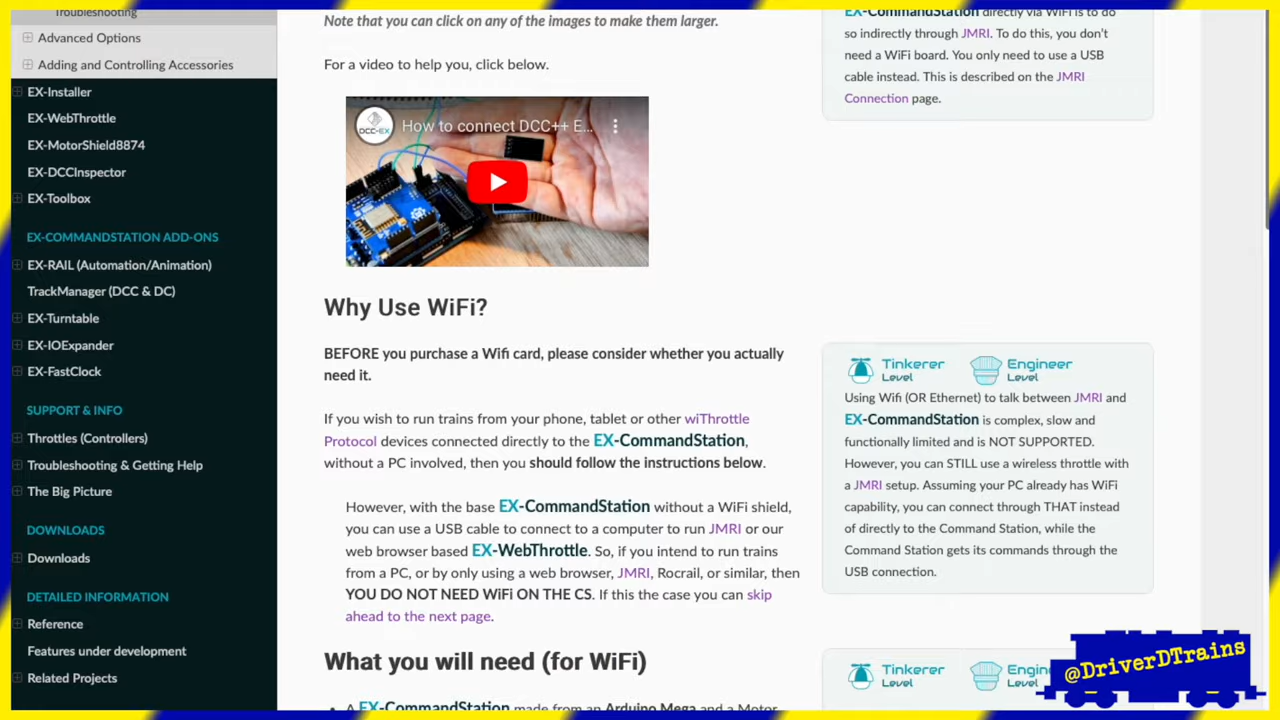 Troubleshooting
Advanced Options
Adding and Controlling Accessories
EX-Installer
EX-WebThrottle
EX-MotorShield8874
EX-DCCInspector
EX-Toolbox
EX-COMMANDSTATION ADD-ONS
EX-RAIL (Automation/Animation)
TrackManager (DCC & DC)
EX-Turntable
EX-IOExpander
EX-FastClock
SUPPORT & INFO
Throttles (Controllers)
Troubleshooting & Getting Help
The Big Picture
DOWNLOADS
Downloads
DETAILED INFORMATION
Reference
Features under development
Related Projects
Note that you can click on any of the images to make them larger.
For a video to help you, click below.
DCC-EX
How to connect DCC++ E...
Why Use WiFi?
BEFORE you purchase a Wifi card, please consider whether you actually
need it.
If you wish to run trains from your phone, tablet or other wiThrottle
Protocol devices connected directly to the EX-CommandStation,
without a PC involved, then you should follow the instructions below.
However, with the base EX-CommandStation without a WiFi shield,
you can use a USB cable to connect to a computer to run JMRI or our
web browser based EX-WebThrottle. So, if you intend to run trains
from a PC, or by only using a web browser, JMRI, Rocrail, or similar, then
YOU DO NOT NEED WiFi ON THE CS. If this the case you can skip
ahead to the next page.
What you will need (for WiFi)
A EX-CommandStation made from an Arduino Mega and a Motor
EX-CommandStation directly via WiFi is to do
so indirectly through JMRI. To do this, you don't
need a WiFi board. You only need to use a USB
cable instead. This is described on the JMRI
Connection page.
Tinkerer
Level
Engineer
Level
Using Wifi (OR Ethernet) to talk between JMRI and
EX-CommandStation is complex, slow and
functionally limited and is NOT SUPPORTED.
However, you can STILL use a wireless throttle with
a JMRI setup. Assuming your PC already has WiFi
capability, you can connect through THAT instead
of directly to the Command Station, while the
Command Station gets its commands through the
USB connection.
Tinkerer
Level
Engin
Level
@DriverDTrains